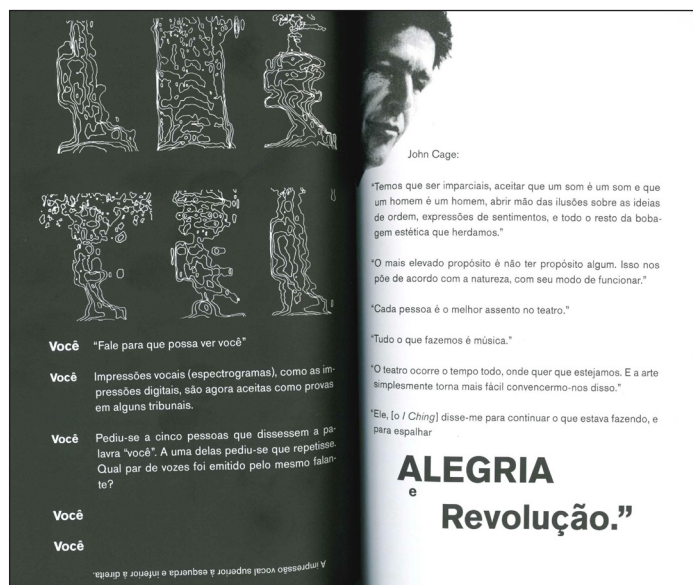 Você "Fale para que possa ver você"
Você Impressões vocais (espectrogramas), como as im-
pressões digitais, são agora aceitas como provas
em alguns tribunais.
Você Pediu-se a cinco pessoas que dissessem a pa-
lavra "você". A uma delas pediu-se que repetisse.
Qual par de vozes foi emitido pelo mesmo falan-
te?
Você
Você
A impressão vocal superior à esquerda e inferior à direita.
John Cage:
"Temos que ser imparciais, aceitar que um som é um som e que
um homem é um homem, abrir mão das ilusões sobre as ideias
de ordem, expressões de sentimentos, e todo o resto da boba-
gem estética que herdamos."
"O mais elevado propósito è não ter propósito algum. Isso nos
põe de acordo com a natureza, com seu modo de funcionar."
"Cada pessoa é o melhor assento no teatro."
"Tudo o que fazemos è música."
"O teatro ocorre o tempo todo, onde quer que estejamos. E a arte
simplesmente torna mais fácil convencermo-nos disso."
"Ele, [o I Ching] disse-me para continuar o que estava fazendo, e
para espalhar
ALEGRIA
e
Revolução."